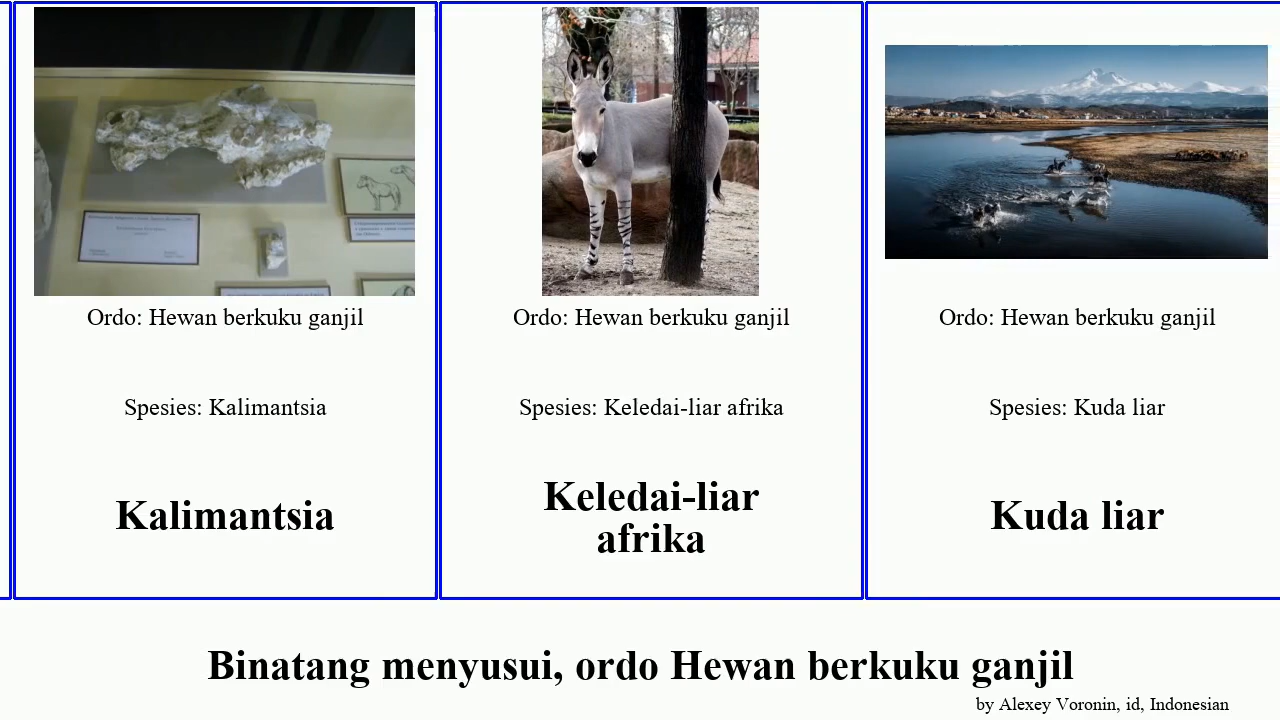 Ordo: Hewan berkuku ganjil
Spesies: Kalimantsia
Kalimantsia
Ordo: Hewan berkuku ganjil
Spesies: Keledai-liar afrika
Keledai-liar
afrika
Ordo: Hewan berkuku ganjil
Spesies: Kuda liar
Kuda liar
Binatang menyusui, ordo Hewan berkuku ganjil
by Alexey Voronin, id, Indonesian